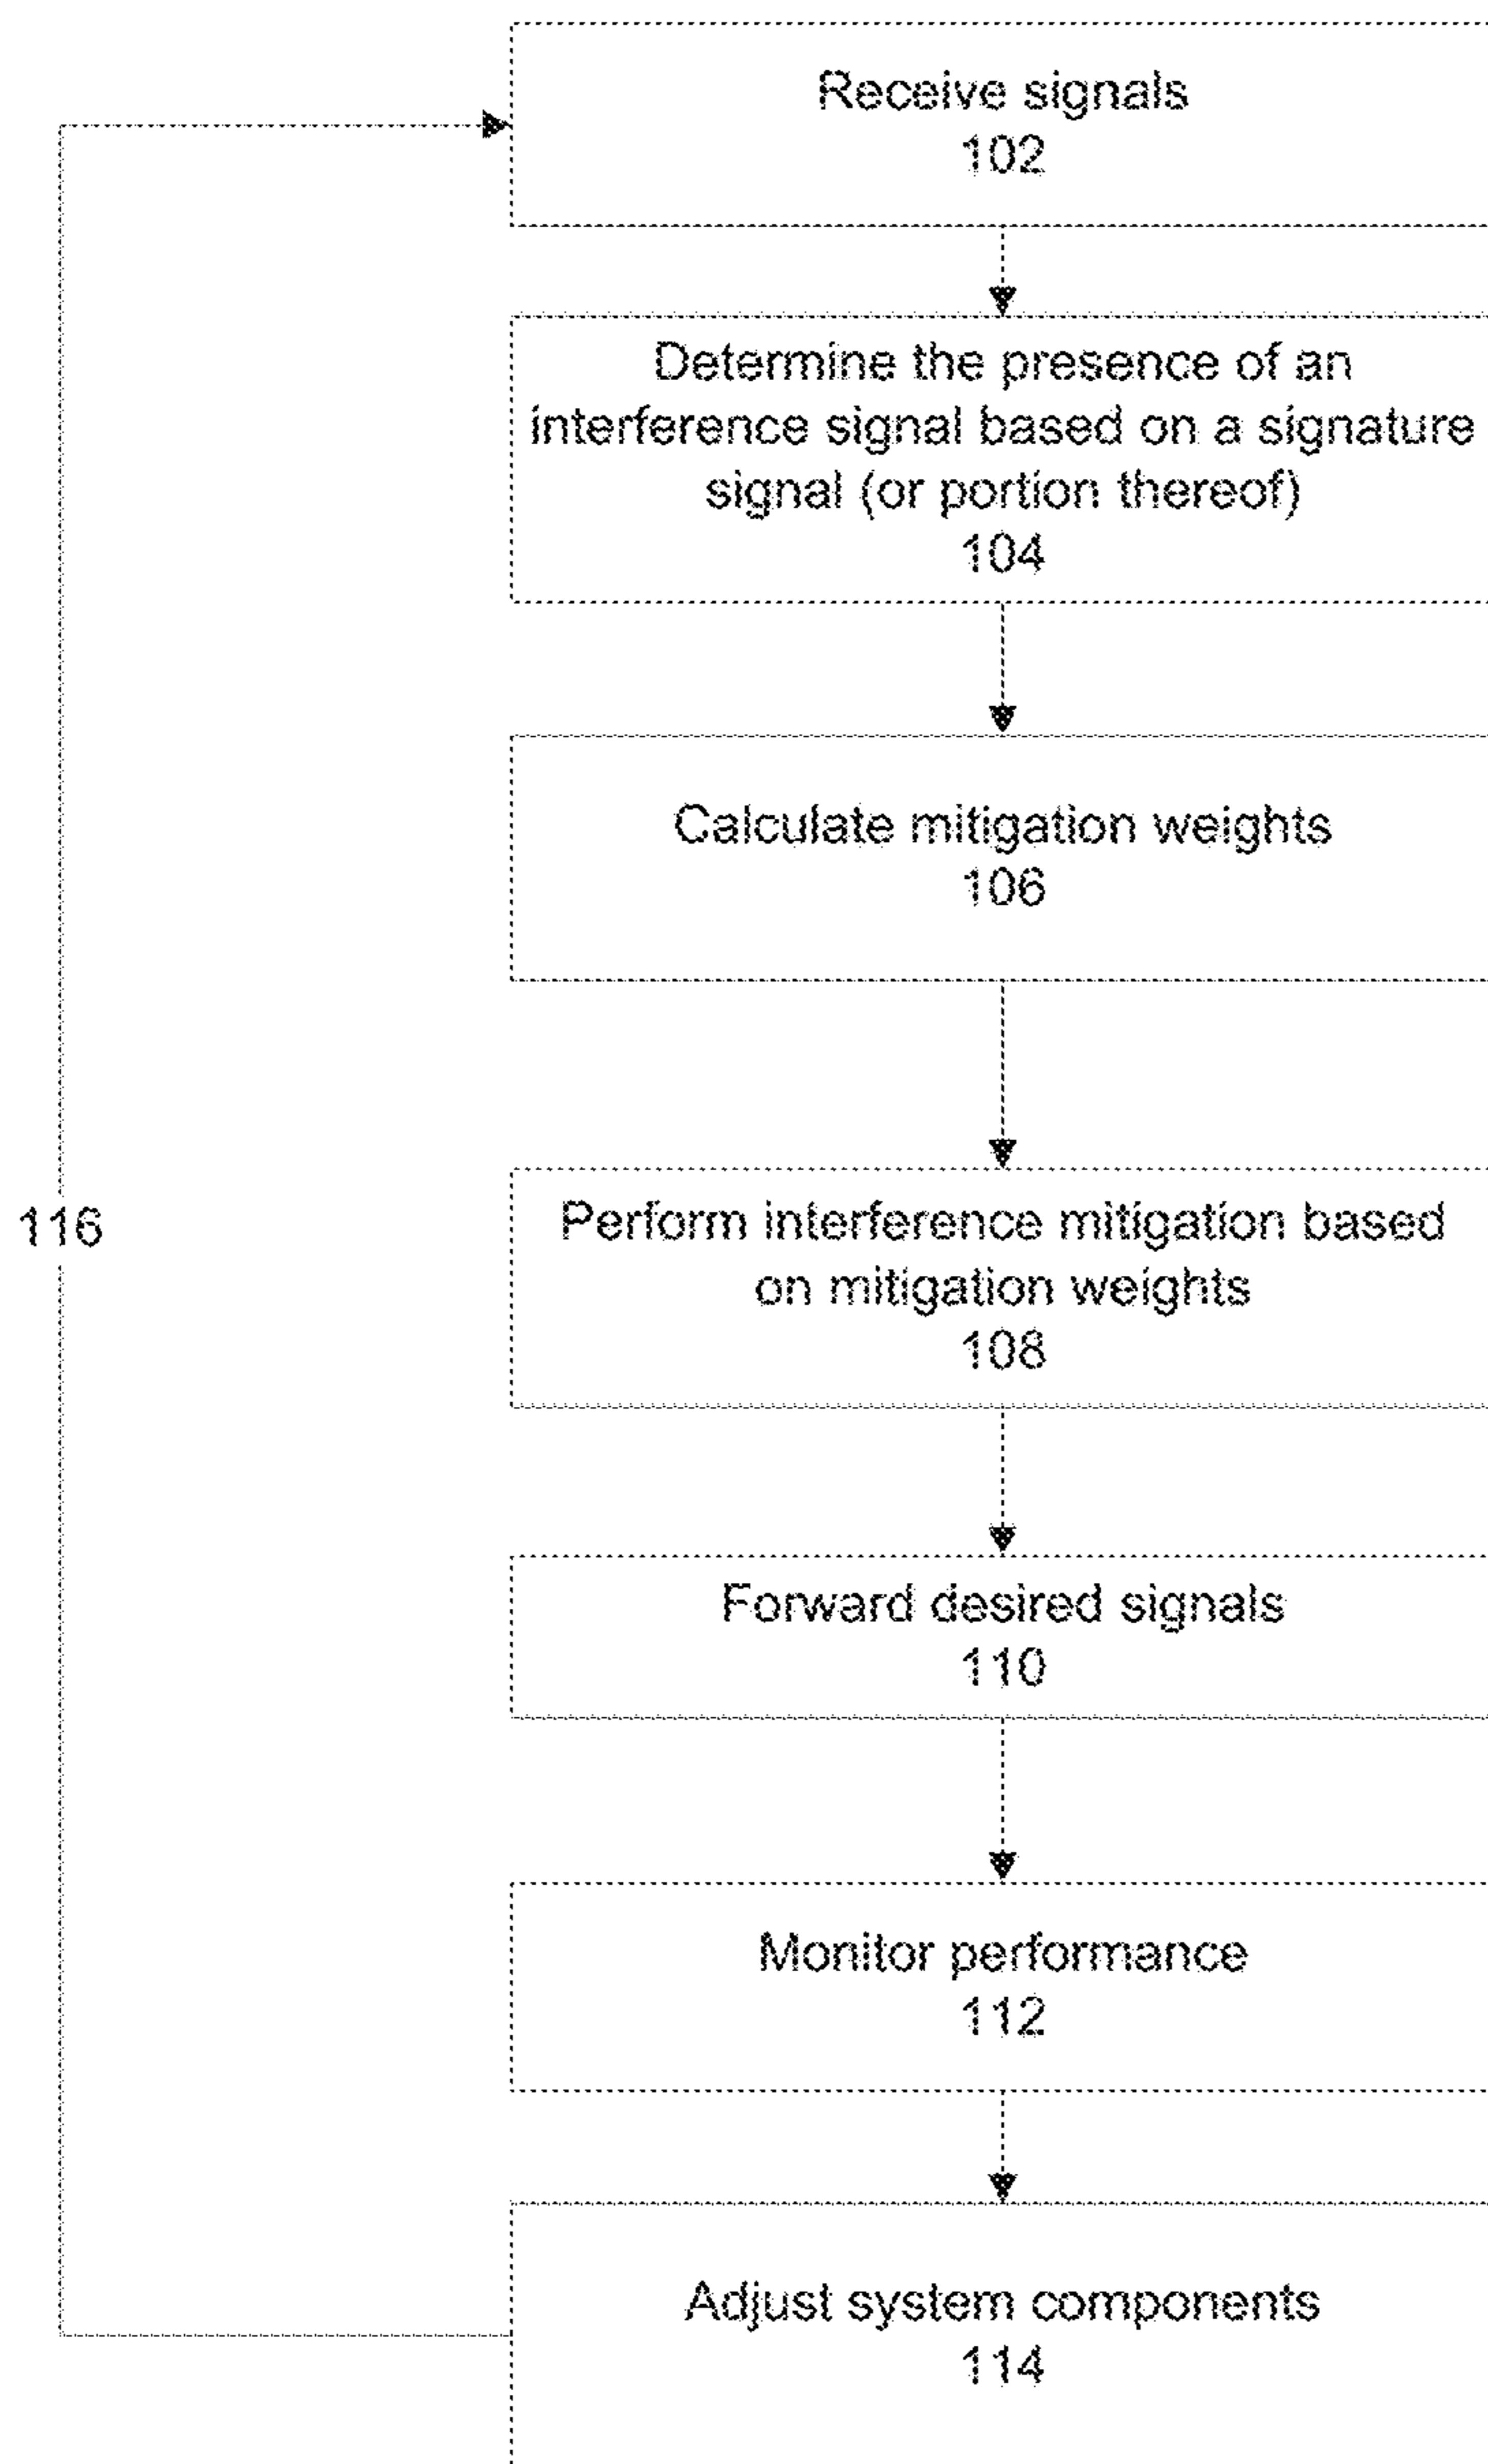 Receive signals
102
Determine the presence of an
interference signal based on a signature
signal (or portion thereof)
104
Calculate mitigation weights
106
116
Perform interference mitigation based
on mitigation weights
108
Forward desired signals
110
Monitor performance
112
Adjust system components
114